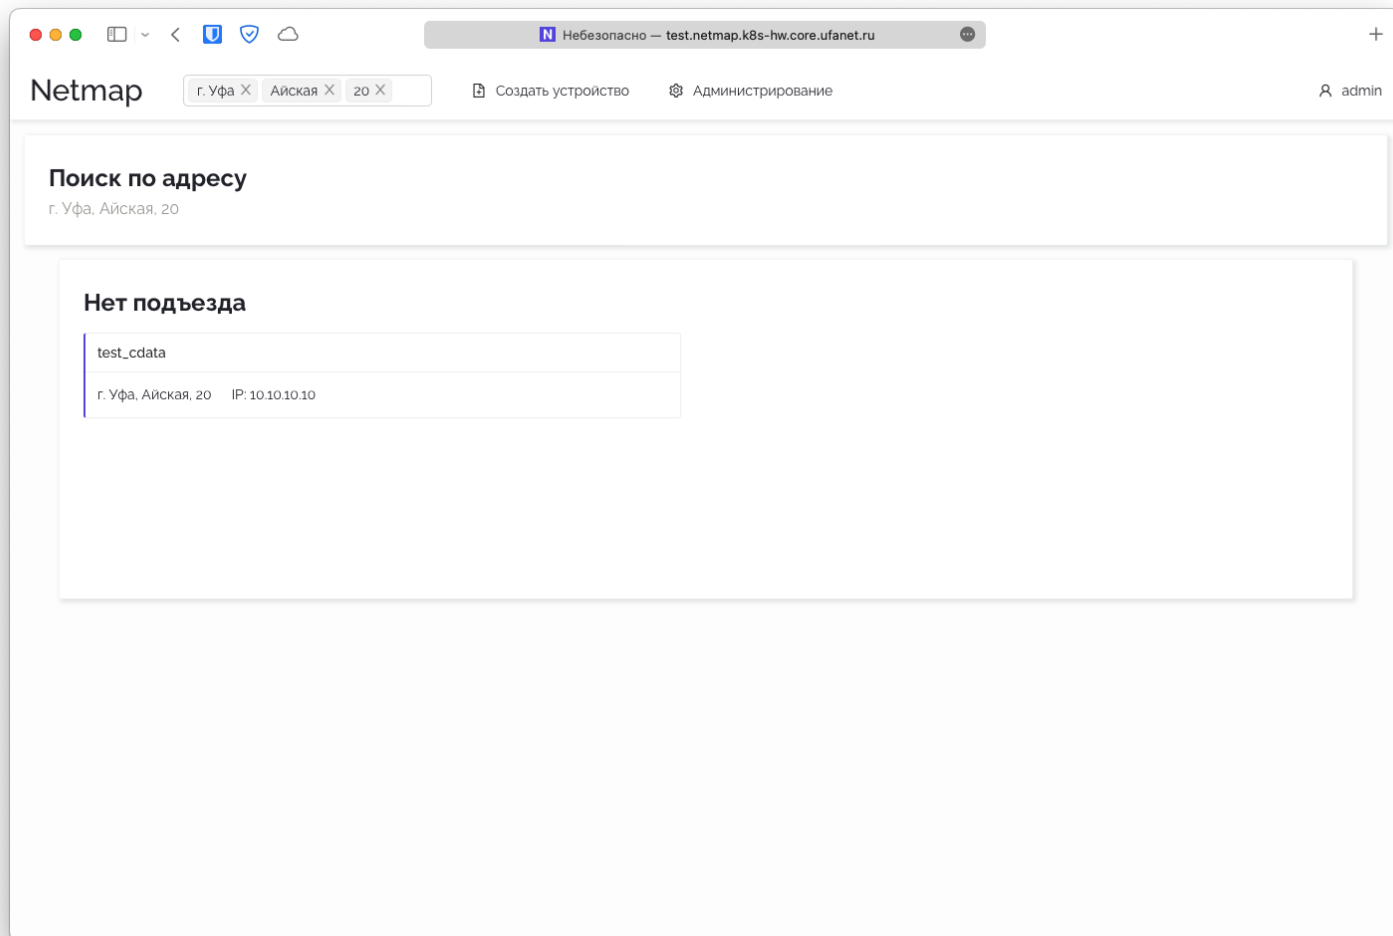 Небезопасно — test.netmap.k8s-hw.core.ufanet.ru
Netmap г. Уфа Айская 20 Создать устройство Администрирование admin
Поиск по адресу
г. Уфа, Айская, 20
Нет подъезда
test_cdata
г. Уфа, Айская, 20 IP: 10.10.10.10